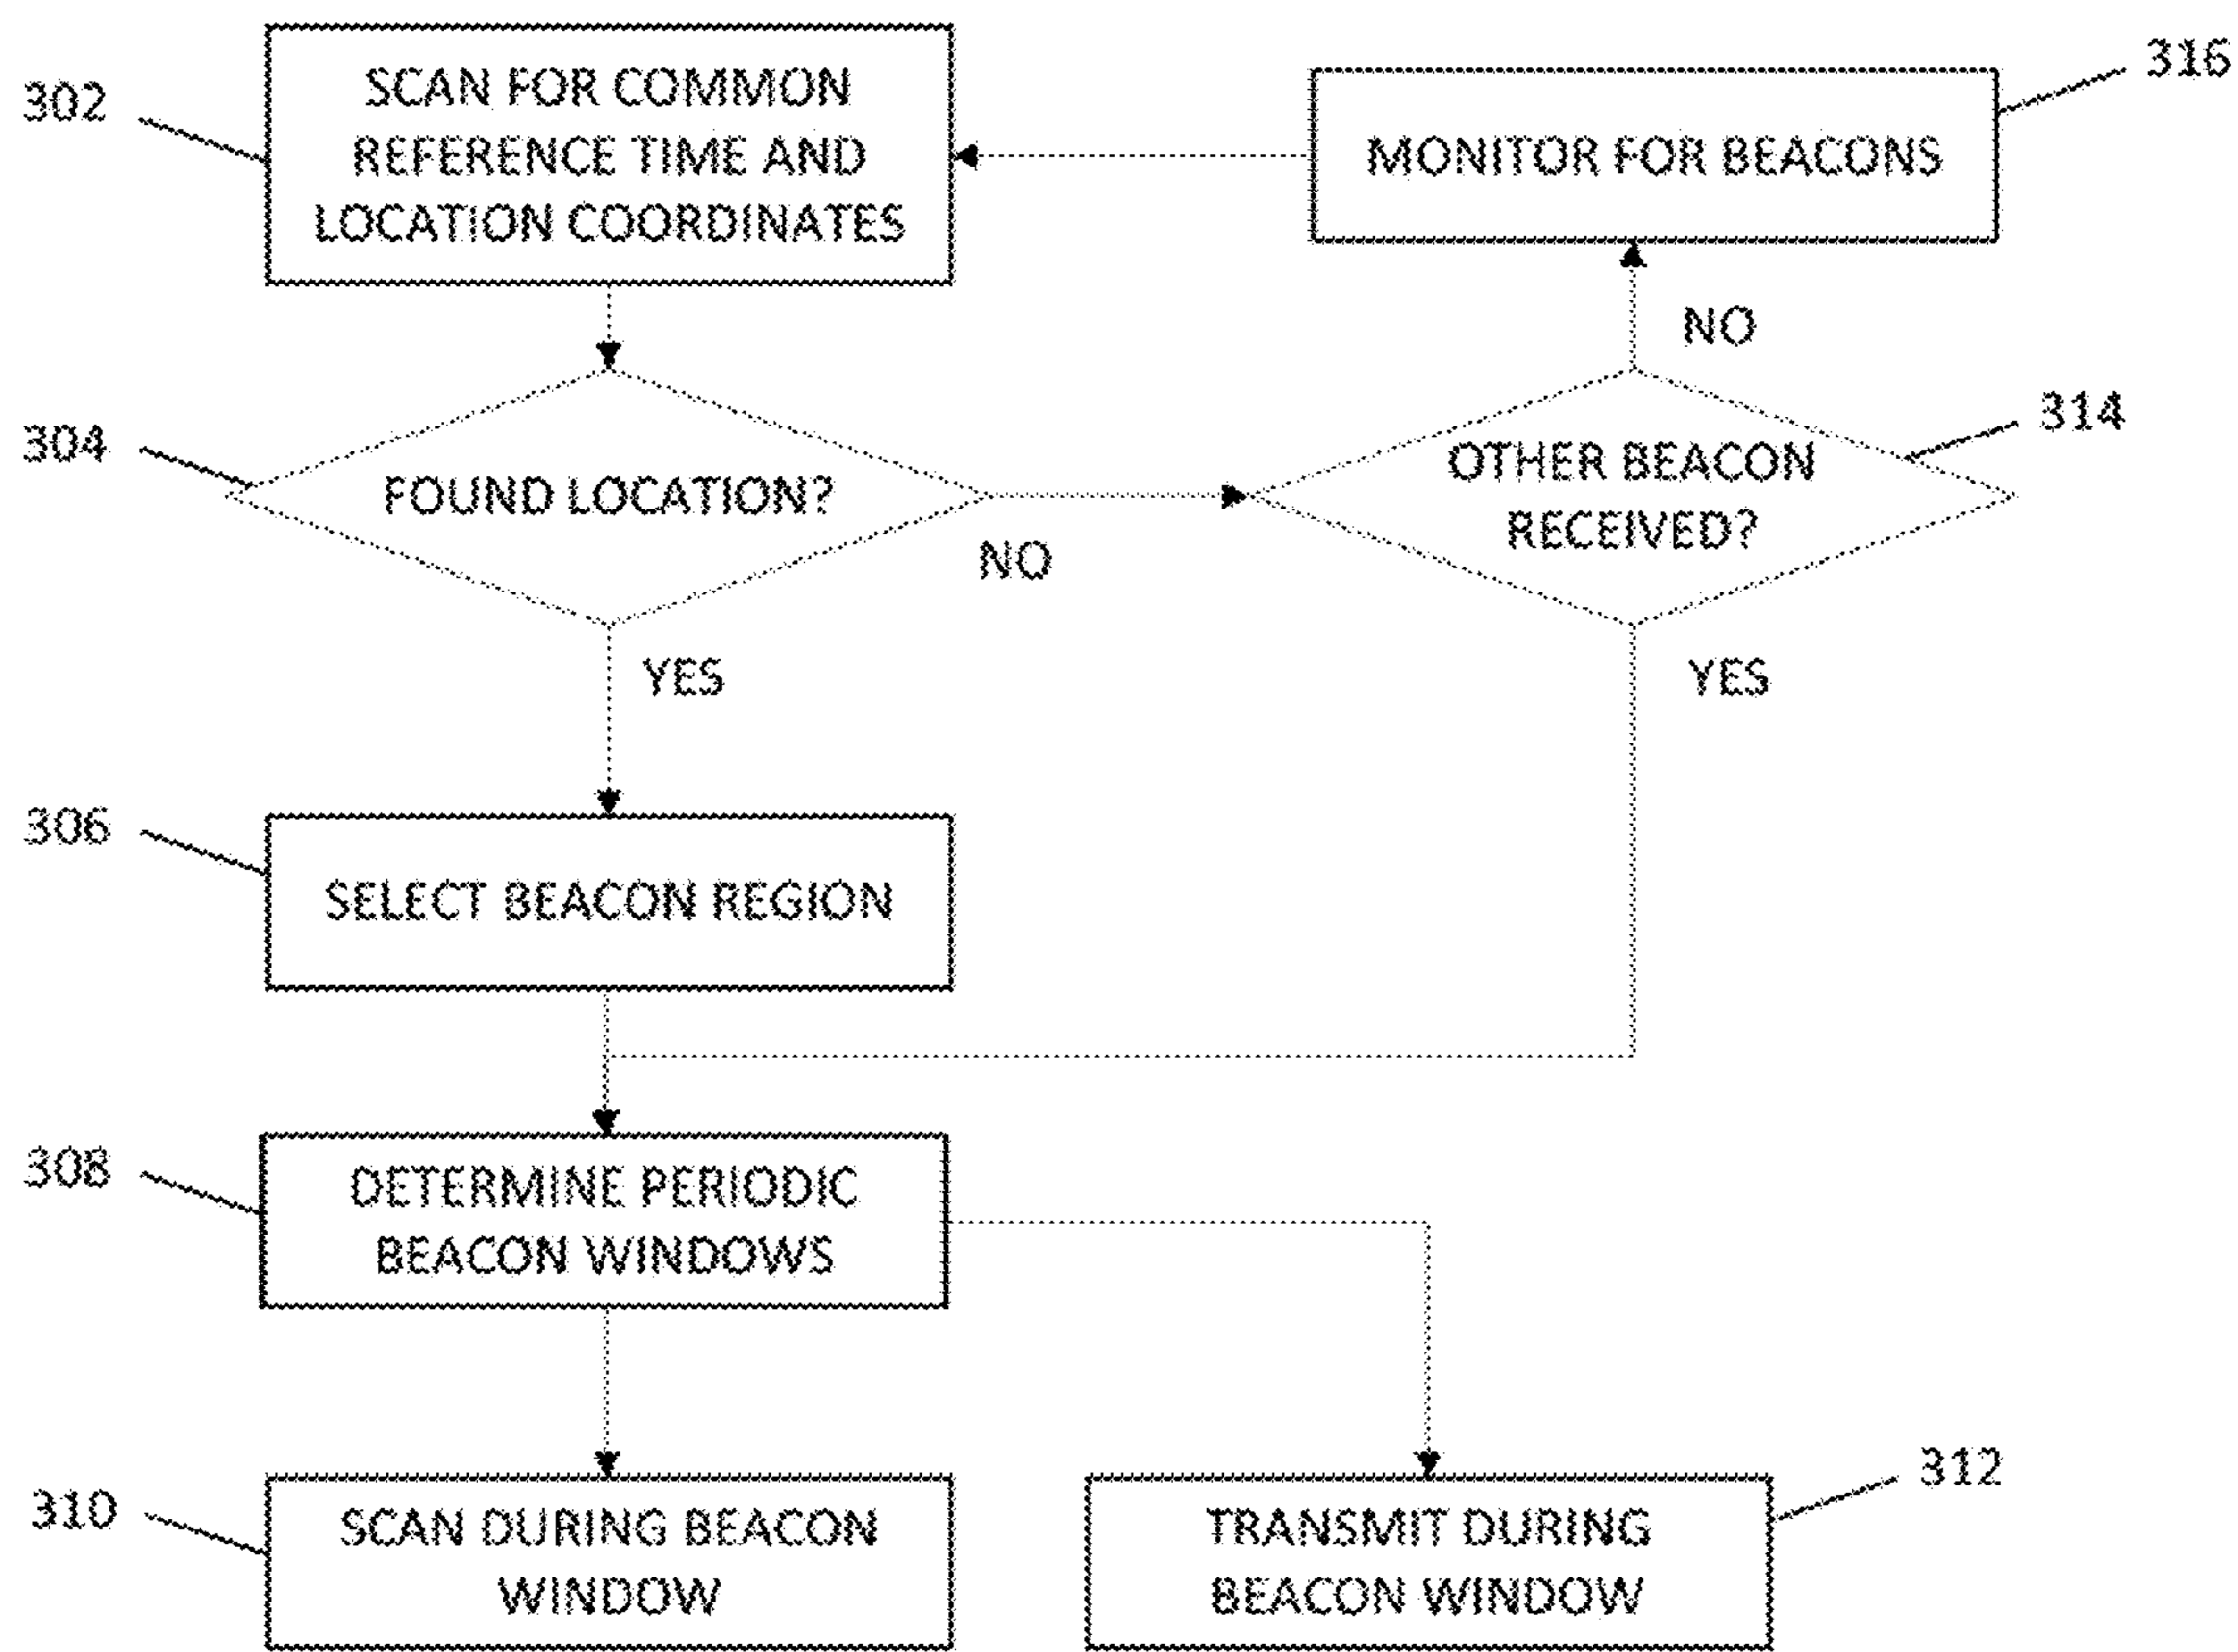 302
SCAN FOR COMMON
REFERENCE TIME AND
LOCATION COORDINATES
316
MONITOR FOR BEACONS
NO
304
FOUND LOCATION?
NO
314
OTHER BEACON
RECEIVED?
YES
YES
306
SELECT BEACON REGION
308
DETERMINE PERIODIC
BEACON WINDOWS
310
SCAN DURING BEACON
WINDOW
312
TRANSMIT DURING
BEACON WINDOW